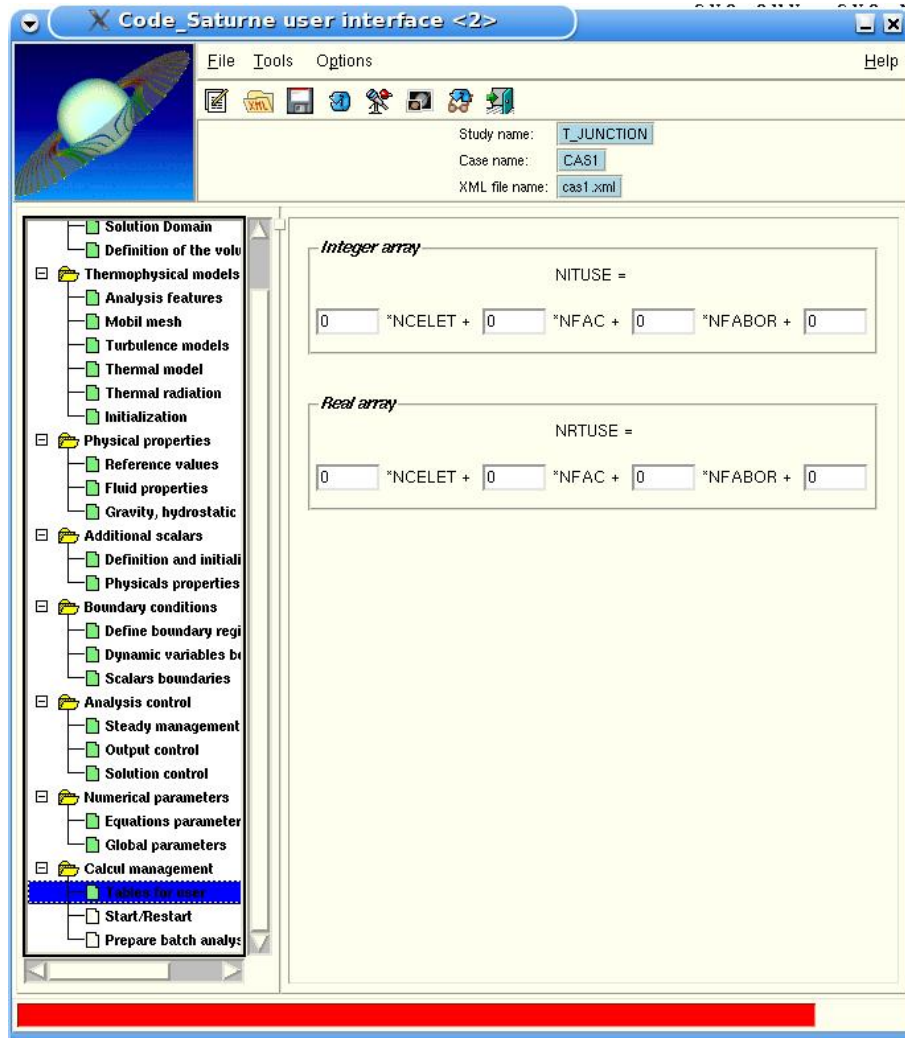 Code_Saturne user interface <2>
File Tools Options Help
Study name: T_JUNCTION
Case name: CAS1
XML file name: cas1.xml
Solution Domain
Definition of the volu
Thermophysical models
Analysis features
Mobil mesh
Turbulence models
Thermal model
Thermal radiation
Initialization
Physical properties
Reference values
Fluid properties
Gravity, hydrostatic
Additional scalars
Definition and initiali
Physicals properties
Boundary conditions
Define boundary regi
Dynamic variables b
Scalars boundaries
Analysis control
Steady management
Output control
Solution control
Numerical parameters
Equations parameter
Global parameters
Calcul management
Tables for user
Start/Restart
Prepare batch analys
Integer array
NITUSE =
0 *NCELET + 0 *NFAC + 0 *NFABOR + 0
Real array
NRTUSE =
0 *NCELET + 0 *NFAC + 0 *NFABOR + 0